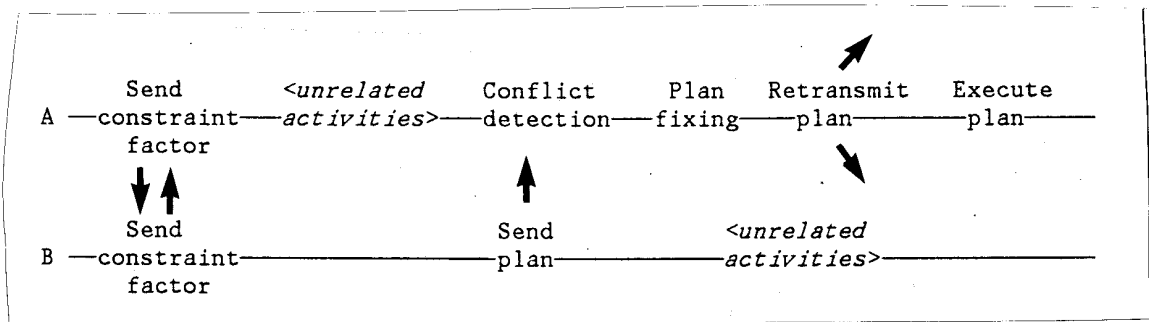 Send <unrelated Conflict Plan Retransmit Execute
A constraint activities> detection fixing plan plan
factor
Send Send <unrelated
B constraint plan activities>
factor